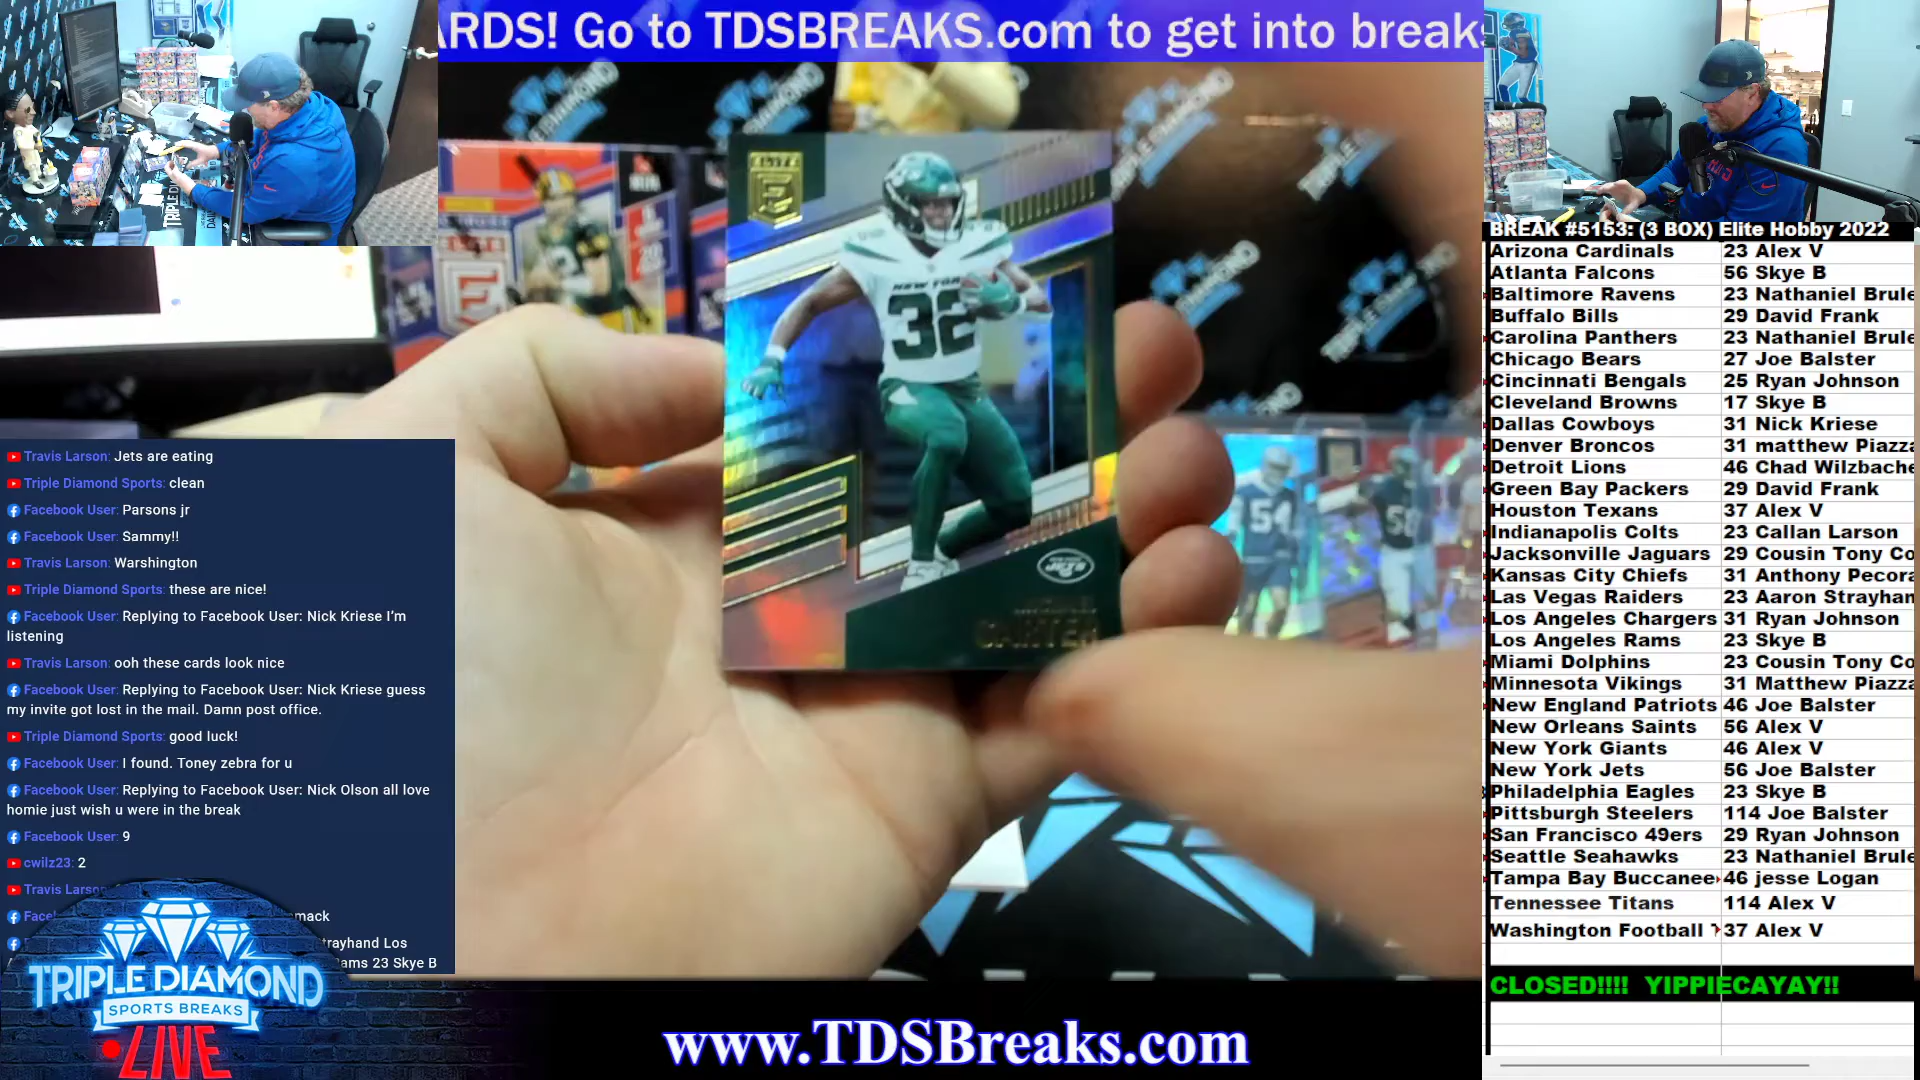 ARDS! Go to TDSBREAKS.com to get into breaks
ELITE
NEW YORK
32
JETS
CARTER
54
Travis Larson: Jets are eating
Triple Diamond Sports: clean
Facebook User: Parsons jr
Facebook User: Sammy!!
Travis Larson: Warshington
Triple Diamond Sports: these are nice!
Facebook User: Replying to Facebook User: Nick Kriese I'm
listening
Travis Larson: ooh these cards look nice
Facebook User: Replying to Facebook User: Nick Kriese guess
my invite got lost in the mail. Damn post office.
Triple Diamond Sports: good luck!
Facebook User: I found. Toney zebra for u
Facebook User: Replying to Facebook User: Nick Olson all love
homie just wish u were in the break
Facebook User: 9
cwilz23: 2
Travis Larson
mack
trayhand Los
ams 23 Skye B
TRIPLE DIAMOND
SPORTS BREAKS
LIVE
www.TDSBreaks.com
BREAK #5153: (3 BOX) Elite Hobby 2022
Arizona Cardinals 23 Alex V
Atlanta Falcons 56 Skye B
Baltimore Ravens 23 Nathaniel Brule
Buffalo Bills 29 David Frank
Carolina Panthers 23 Nathaniel Brule
Chicago Bears 27 Joe Balster
Cincinnati Bengals 25 Ryan Johnson
Cleveland Browns 17 Skye B
Dallas Cowboys 31 Nick Kriese
Denver Broncos 31 matthew Piazza
Detroit Lions 46 Chad Wilzbache
Green Bay Packers 29 David Frank
Houston Texans 37 Alex V
Indianapolis Colts 23 Callan Larson
Jacksonville Jaguars 29 Cousin Tony Co
Kansas City Chiefs 31 Anthony Pecora
Las Vegas Raiders 23 Aaron Strayhan
Los Angeles Chargers 31 Ryan Johnson
Los Angeles Rams 23 Skye B
Miami Dolphins 23 Cousin Tony Co
Minnesota Vikings 31 Matthew Piazza
New England Patriots 46 Joe Balster
New Orleans Saints 56 Alex V
New York Giants 46 Alex V
New York Jets 56 Joe Balster
Philadelphia Eagles 23 Skye B
Pittsburgh Steelers 114 Joe Balster
San Francisco 49ers 29 Ryan Johnson
Seattle Seahawks 23 Nathaniel Brule
Tampa Bay Buccanee 46 jesse Logan
Tennessee Titans 114 Alex V
Washington Football T 37 Alex V
CLOSED!!!! YIPPIECAYAY!!